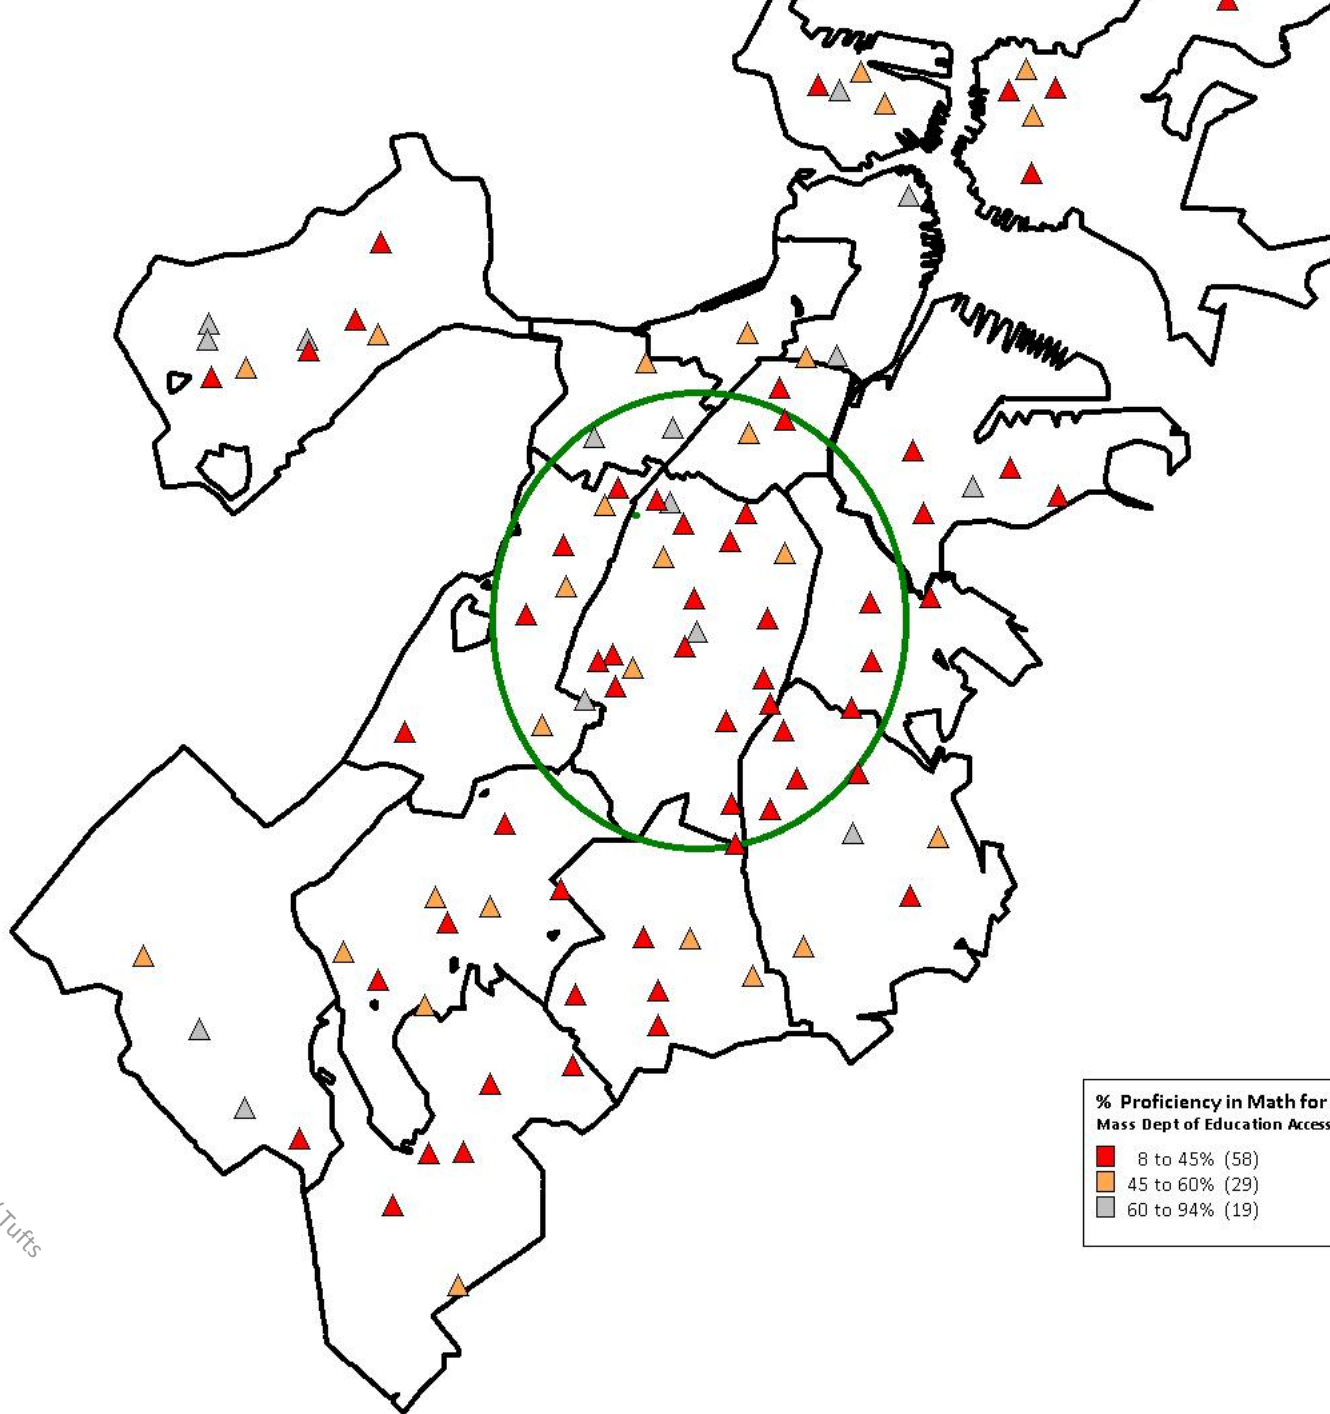 % Proficiency in Math for
Mass Dept of Education Access
8 to 45% (58)
45 to 60% (29)
60 to 94% (19)
Tufts